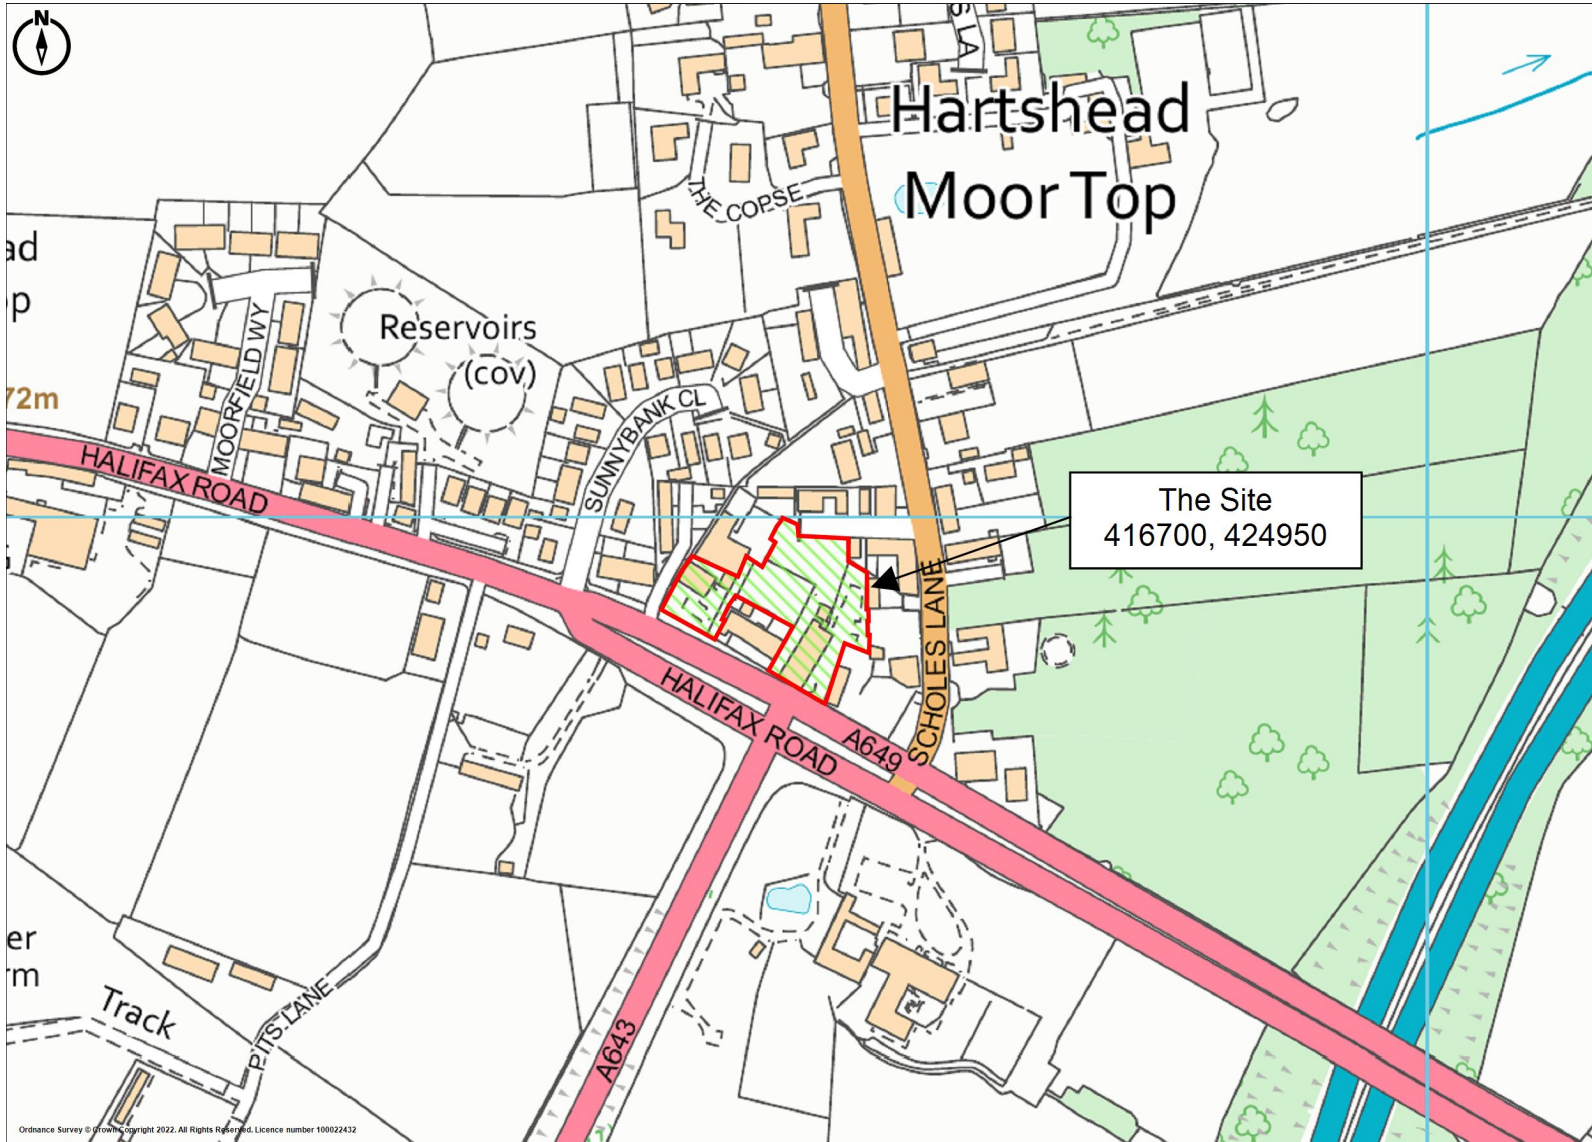 N
S LA
Hartshead
Moor Top
THE COPSE
ad
p
Reservoirs
(cov)
72m
MOORFIELD WY
SUNNYBANK CL
HALIFAX ROAD
The Site
416700, 424950
SCHOLES LANE
HALIFAX ROAD
A649
er
rm
Track
PITS LANE
A643
Ordnance Survey © Crown Copyright 2022. All Rights Reserved. Licence number 100022432